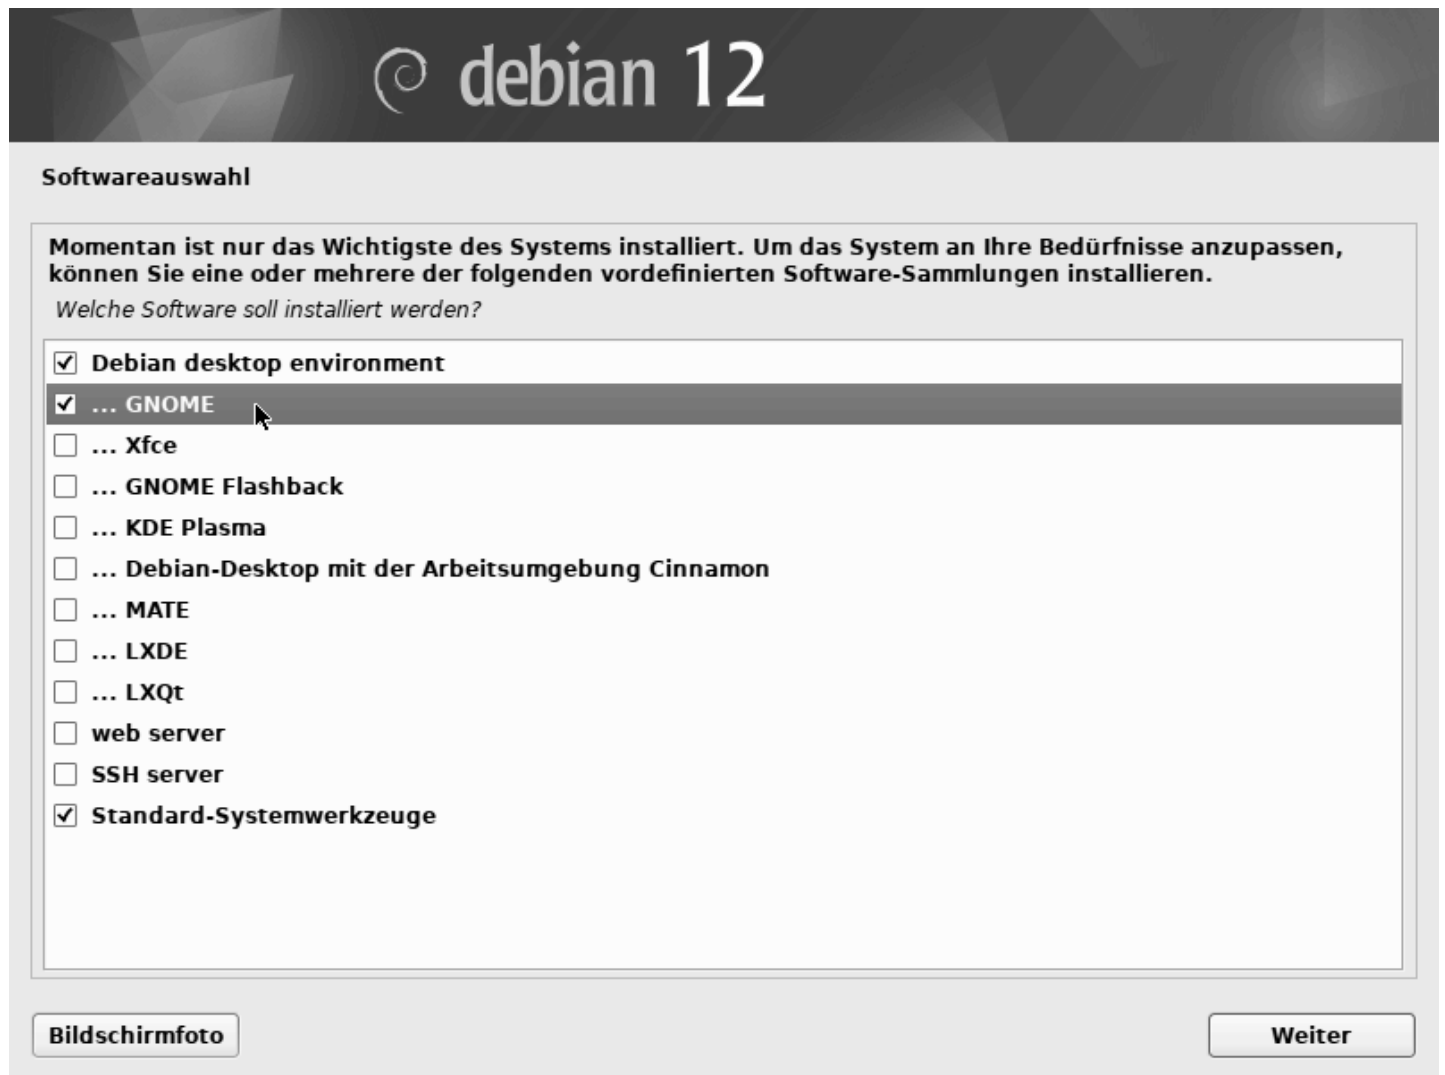 debian 12
Softwareauswahl
Momentan ist nur das Wichtigste des Systems installiert. Um das System an Ihre Bedürfnisse anzupassen,
können Sie eine oder mehrere der folgenden vordefinierten Software-Sammlungen installieren.
Welche Software soll installiert werden?
Debian desktop environment
... GNOME
... Xfce
... GNOME Flashback
... KDE Plasma
... Debian-Desktop mit der Arbeitsumgebung Cinnamon
... MATE
... LXDE
... LXQt
web server
SSH server
Standard-Systemwerkzeuge
Bildschirmfoto
Weiter